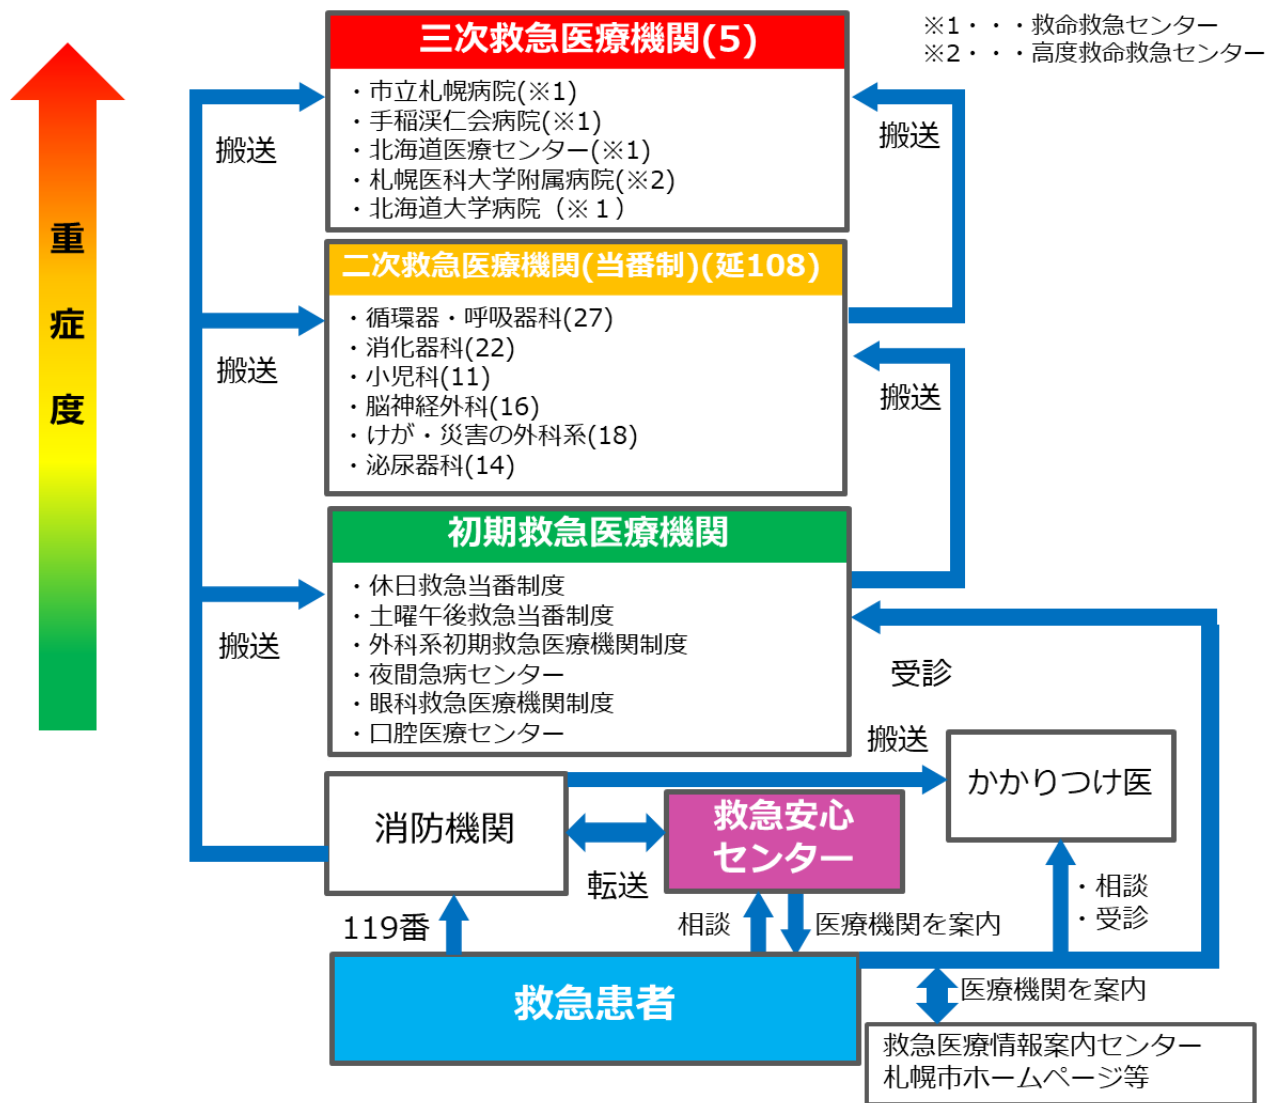 三次救急医療機関(5)
※1・・・救命救急センター
※2・・・高度救命救急センター
・市立札幌病院(※1)
・手稲渓仁会病院(※1)
・北海道医療センター(※1)
・札幌医科大学附属病院(※2)
・北海道大学病院（※１）
搬送
搬送
重症度
二次救急医療機関(当番制)(延108)
・循環器・呼吸器科(27)
・消化器科(22)
・小児科(11)
・脳神経外科(16)
・けが・災害の外科系(18)
・泌尿器科(14)
搬送
搬送
初期救急医療機関
・休日救急当番制度
・土曜午後救急当番制度
・外科系初期救急医療機関制度
・夜間急病センター
・眼科救急医療機関制度
・口腔医療センター
搬送
受診
搬送
かかりつけ医
消防機関
救急安心
センター
転送
119番
相談
医療機関を案内
・相談
・受診
救急患者
医療機関を案内
救急医療情報案内センター
札幌市ホームページ等